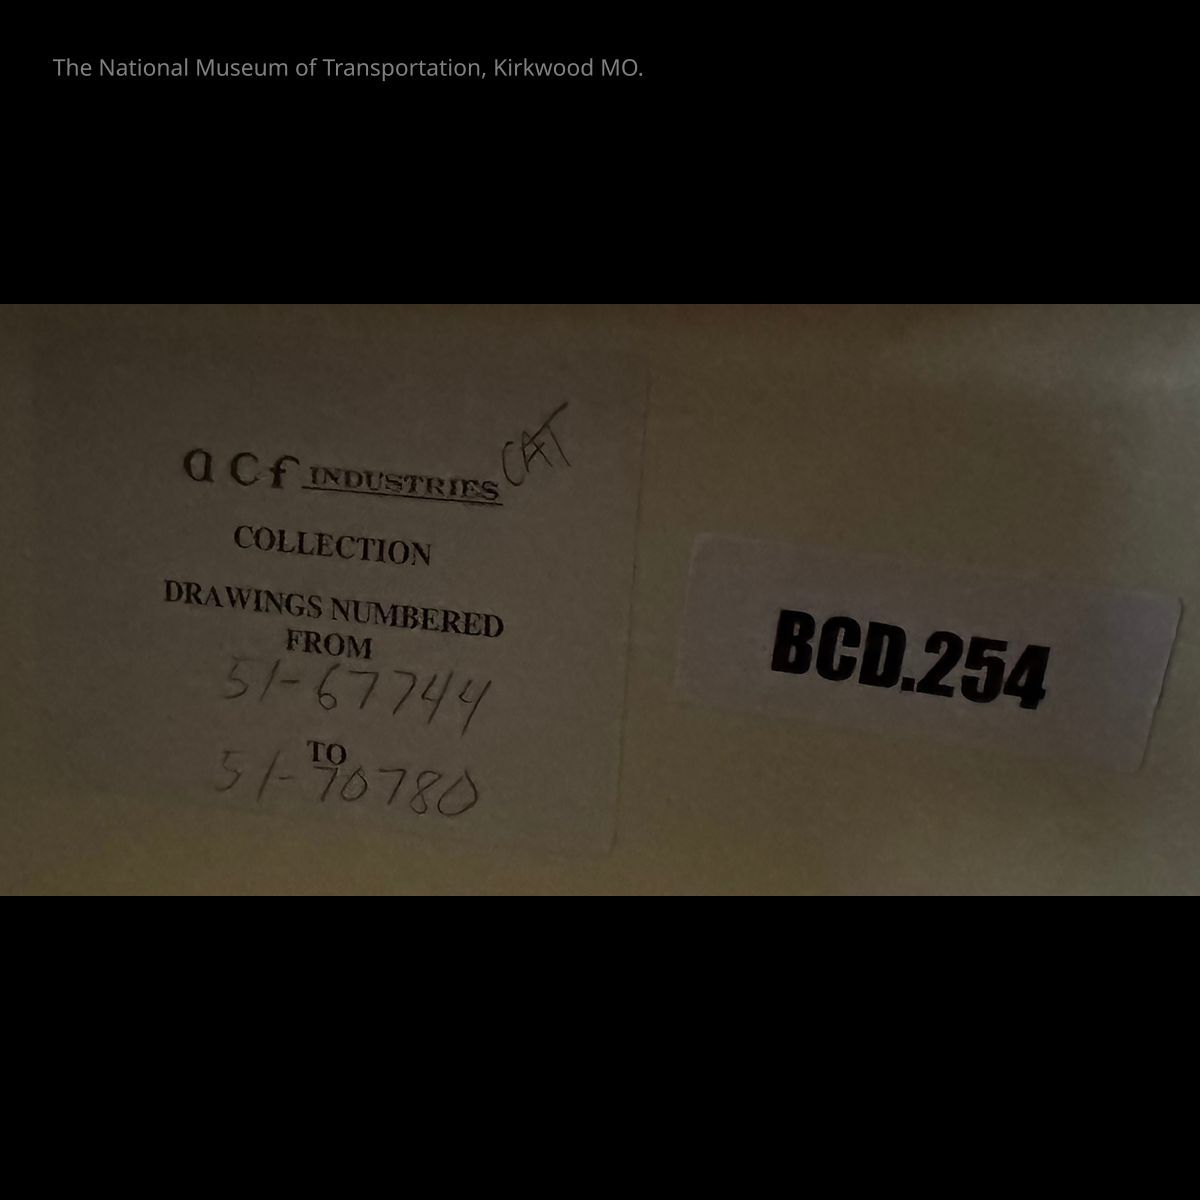 The National Museum of Transportation, Kirkwood MO.
acf INDUSTRIES CAT
COLLECTION
DRAWINGS NUMBERED
FROM
51-67744
TO
51-70780
BCD.254